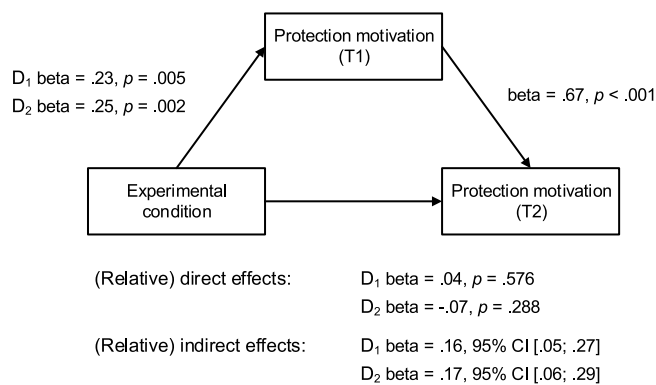 Protection motivation
(T1)
D₁ beta = .23, p = .005
D₂ beta = .25, p = .002
beta = .67, p < .001
Experimental
condition
Protection motivation
(T2)
(Relative) direct effects: D₁ beta = .04, p = .576
D₂ beta = -.07, p = .288
(Relative) indirect effects: D₁ beta = .16, 95% CI [.05; .27]
D₂ beta = .17, 95% CI [.06; .29]